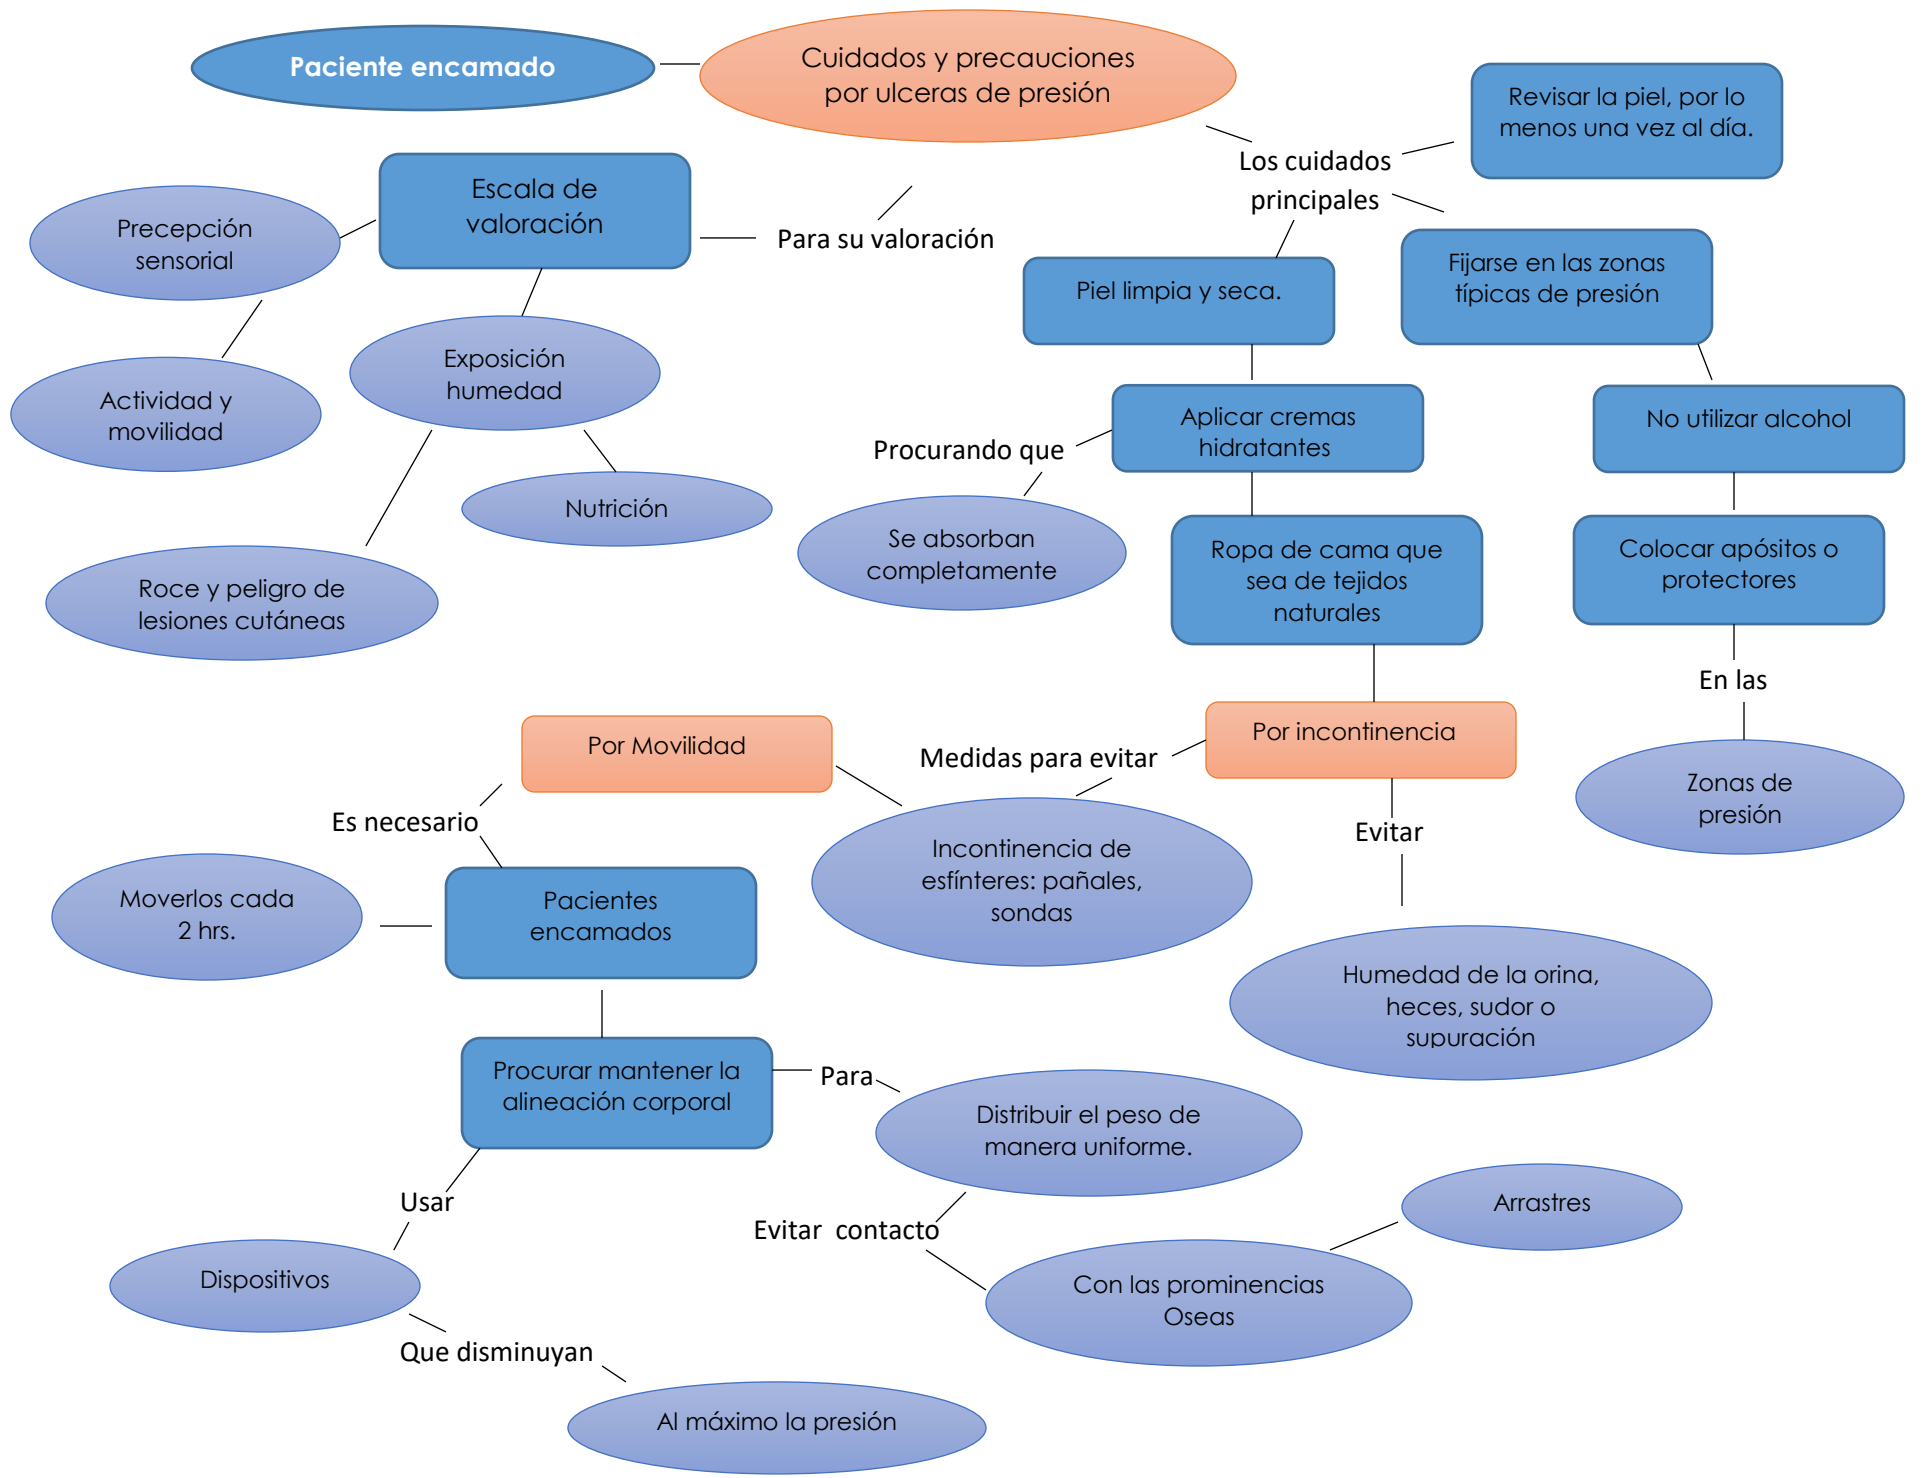 Paciente encamado
Cuidados y precauciones
por ulceras de presión
Revisar la piel, por lo
menos una vez al día.
Los cuidados
principales
Escala de
valoración
Para su valoración
Precepción
sensorial
Fijarse en las zonas
típicas de presión
Piel limpia y seca.
Exposición
humedad
Actividad y
movilidad
Aplicar cremas
hidratantes
No utilizar alcohol
Procurando que
Nutrición
Se absorban
completamente
Ropa de cama que
sea de tejidos
naturales
Colocar apósitos o
protectores
Roce y peligro de
lesiones cutáneas
En las
Por Movilidad
Medidas para evitar
Por incontinencia
Zonas de
presión
Es necesario
Evitar
Incontinencia de
esfínteres: pañales,
sondas
Moverlos cada
2 hrs.
Pacientes
encamados
Humedad de la orina,
heces, sudor o
supuración
Procurar mantener la
alineación corporal
Para
Distribuir el peso de
manera uniforme.
Usar
Evitar  contacto
Arrastres
Dispositivos
Con las prominencias
Oseas
Que disminuyan
Al máximo la presión